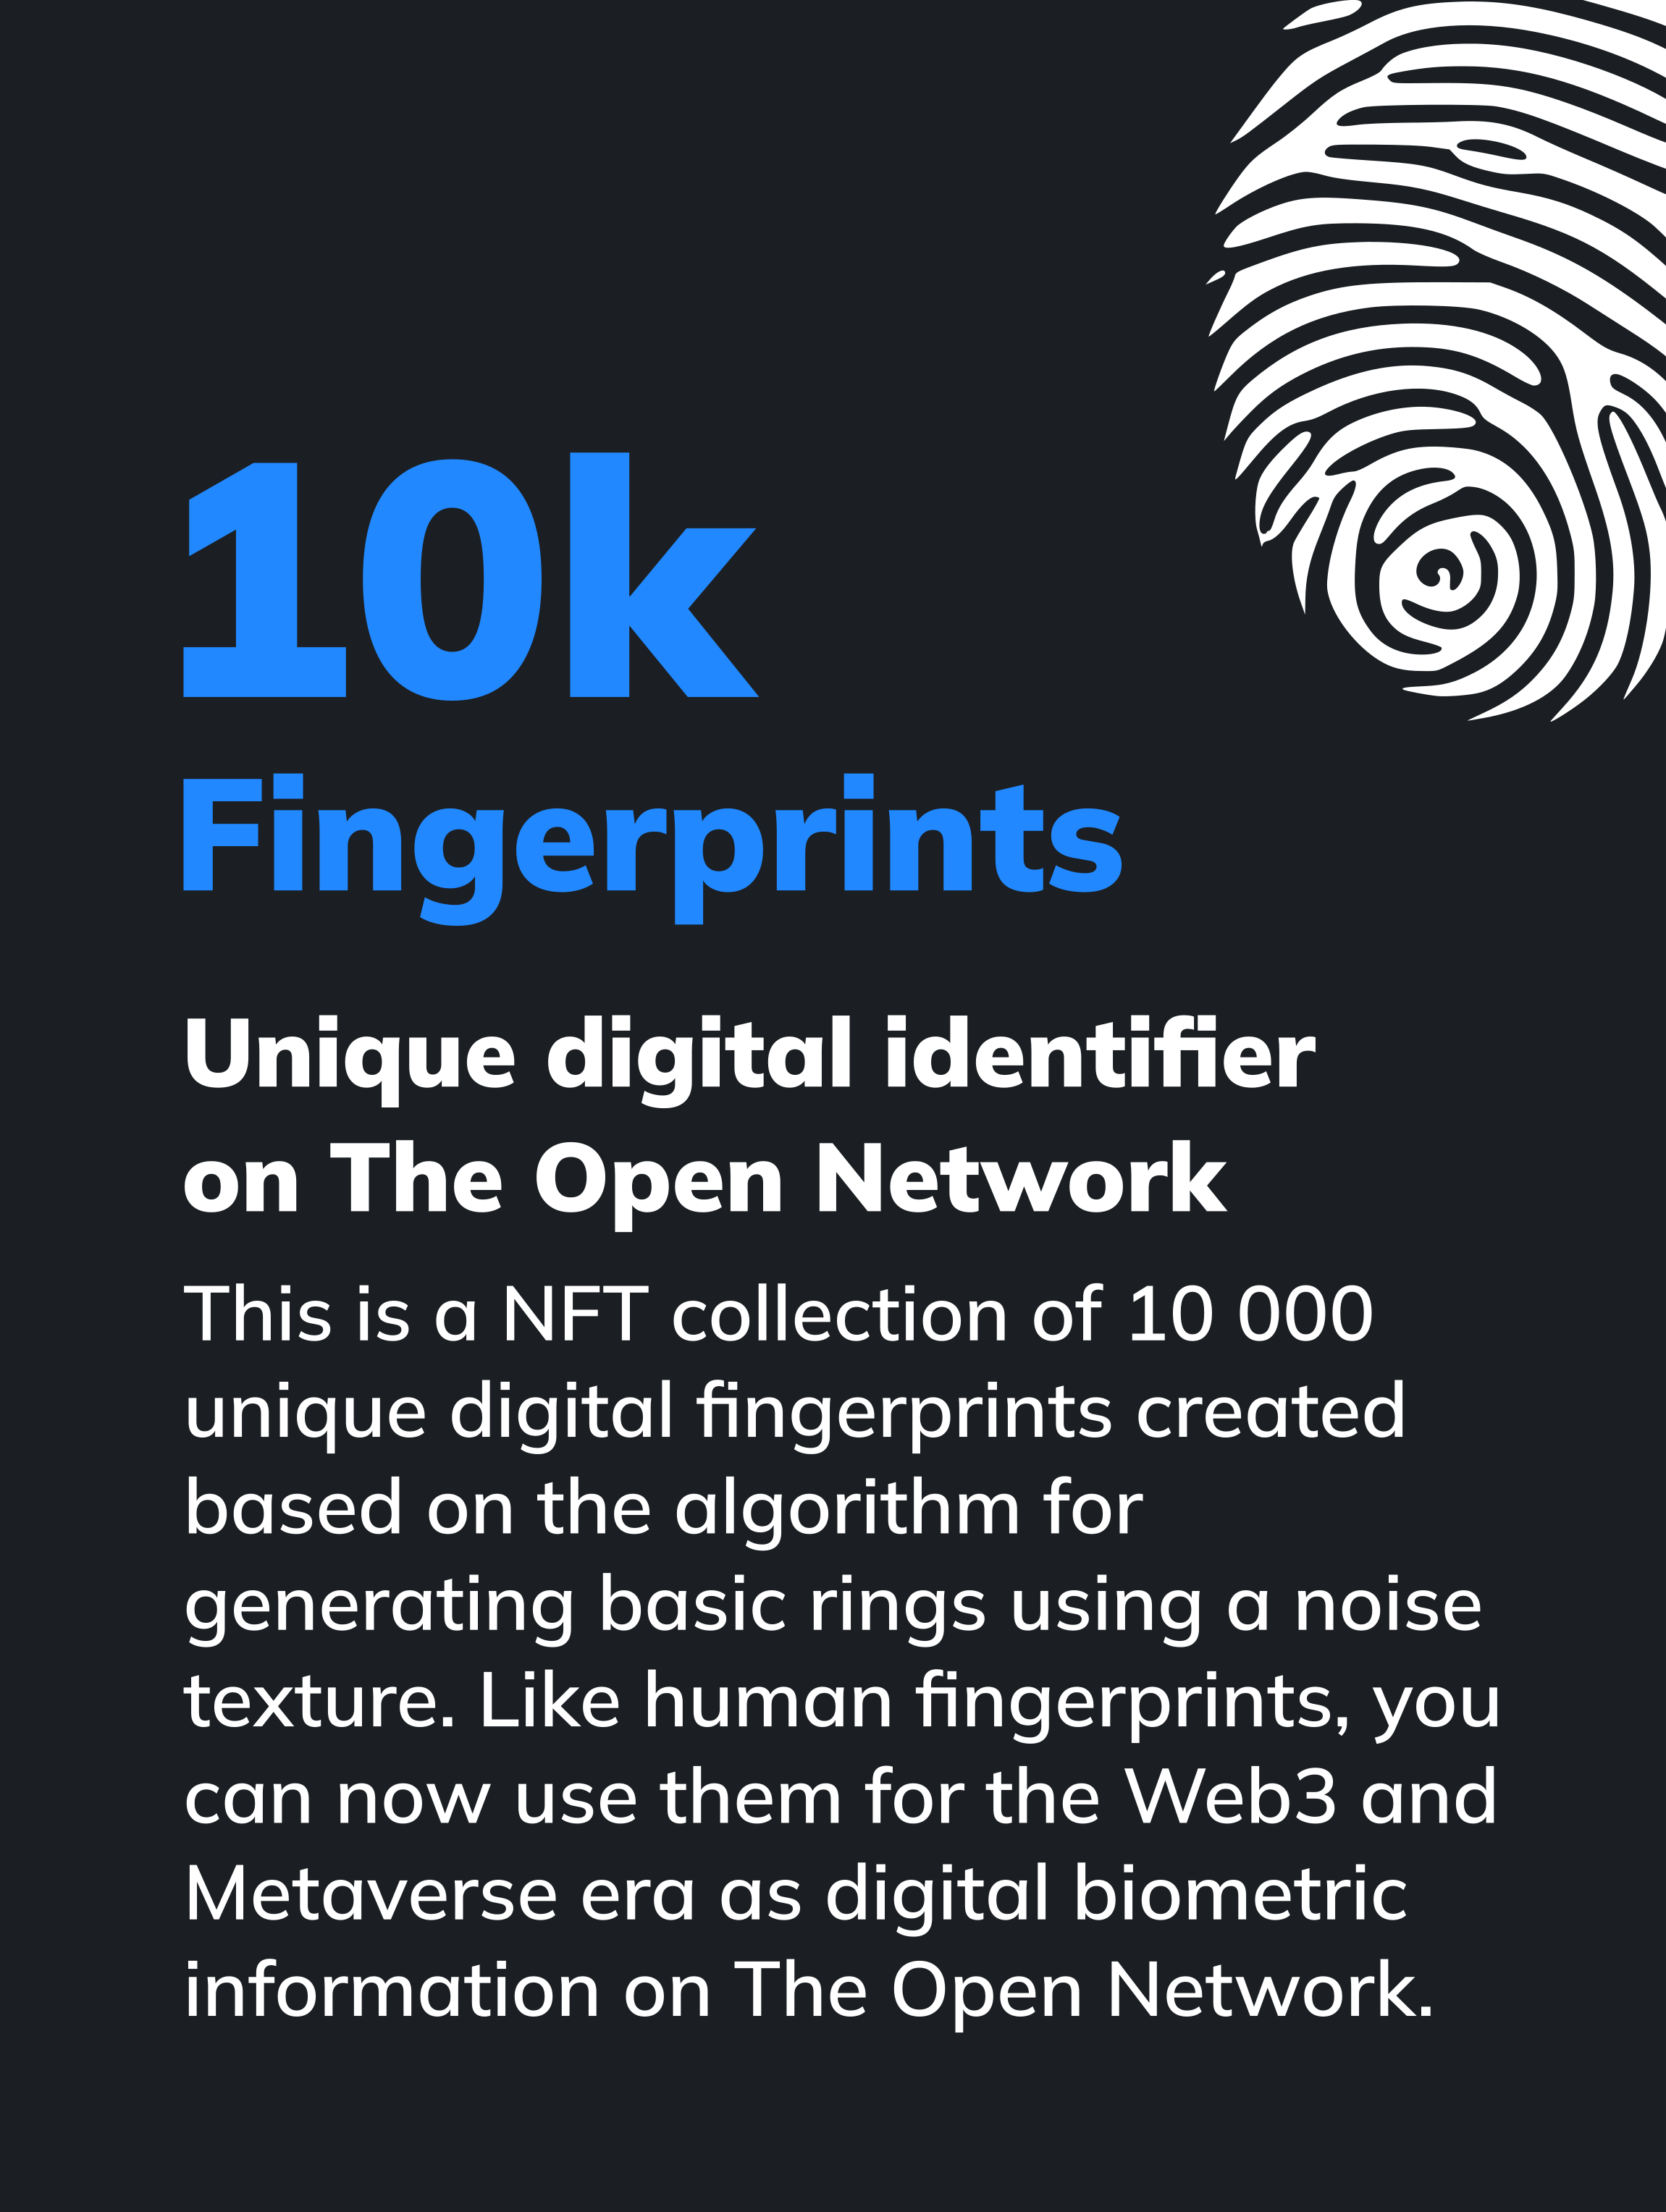 10k
Fingerprints
Unique digital identifier
on The Open Network
This is a NFT collection of 10 000
unique digital fingerprints created
based on the algorithm for
generating basic rings using a noise
texture. Like human fingerprints, you
can now use them for the Web3 and
Metaverse era as digital biometric
information on The Open Network.